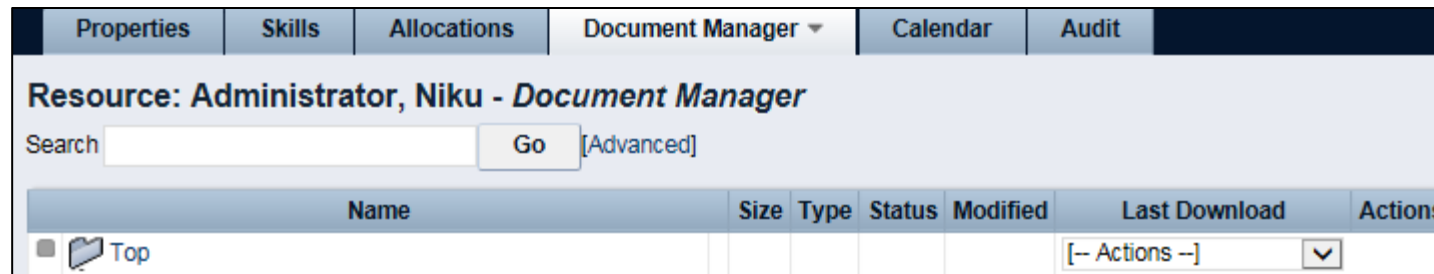 Properties Skills Allocations Document Manager Calendar Audit
Resource: Administrator, Niku - Document Manager
Search Go [Advanced]
Name Size Type Status Modified Last Download Actions
Top [-- Actions --]